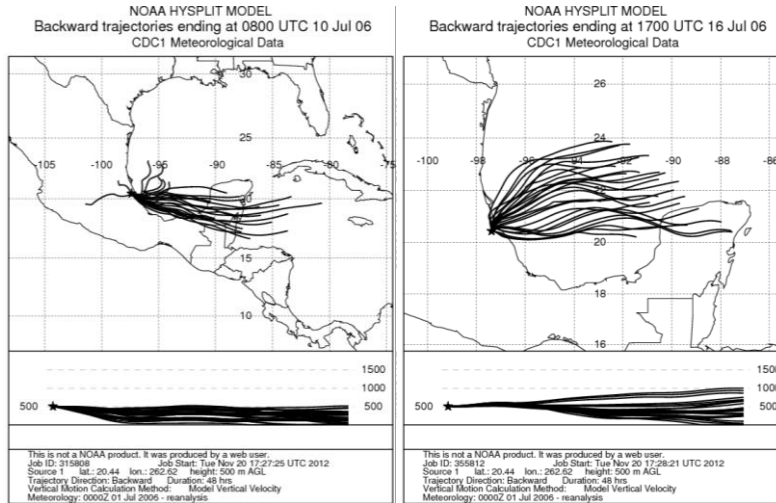 NOAA HYSPLIT MODEL
Backward trajectories ending at 0800 UTC 10 Jul 06
CDC1 Meteorological Data
30
25
-105
-100
-95
-90
-85
-80
-75
20
15
10
1500
1000
500
500
This is not a NOAA product. It was produced by a web user.
Job ID: 315808 Job Start: Tue Nov 20 17:27:25 UTC 2012
Source 1 lat.: 20.44 lon.: 262.62 height: 500 m AGL
Trajectory Direction: Backward Duration: 48 hrs
Vertical Motion Calculation Method: Model Vertical Velocity
Meteorology: 0000Z 01 Jul 2006 - reanalysis
NOAA HYSPLIT MODEL
Backward trajectories ending at 1700 UTC 16 Jul 06
CDC1 Meteorological Data
26
24
-100
-98
-96
-94
-92
-90
-88
-86
22
20
18
16
1500
1000
500
500
This is not a NOAA product. It was produced by a web user.
Job ID: 355812 Job Start: Tue Nov 20 17:28:21 UTC 2012
Source 1 lat.: 20.44 lon.: 262.62 height: 500 m AGL
Trajectory Direction: Backward Duration: 48 hrs
Vertical Motion Calculation Method: Model Vertical Velocity
Meteorology: 0000Z 01 Jul 2006 - reanalysis